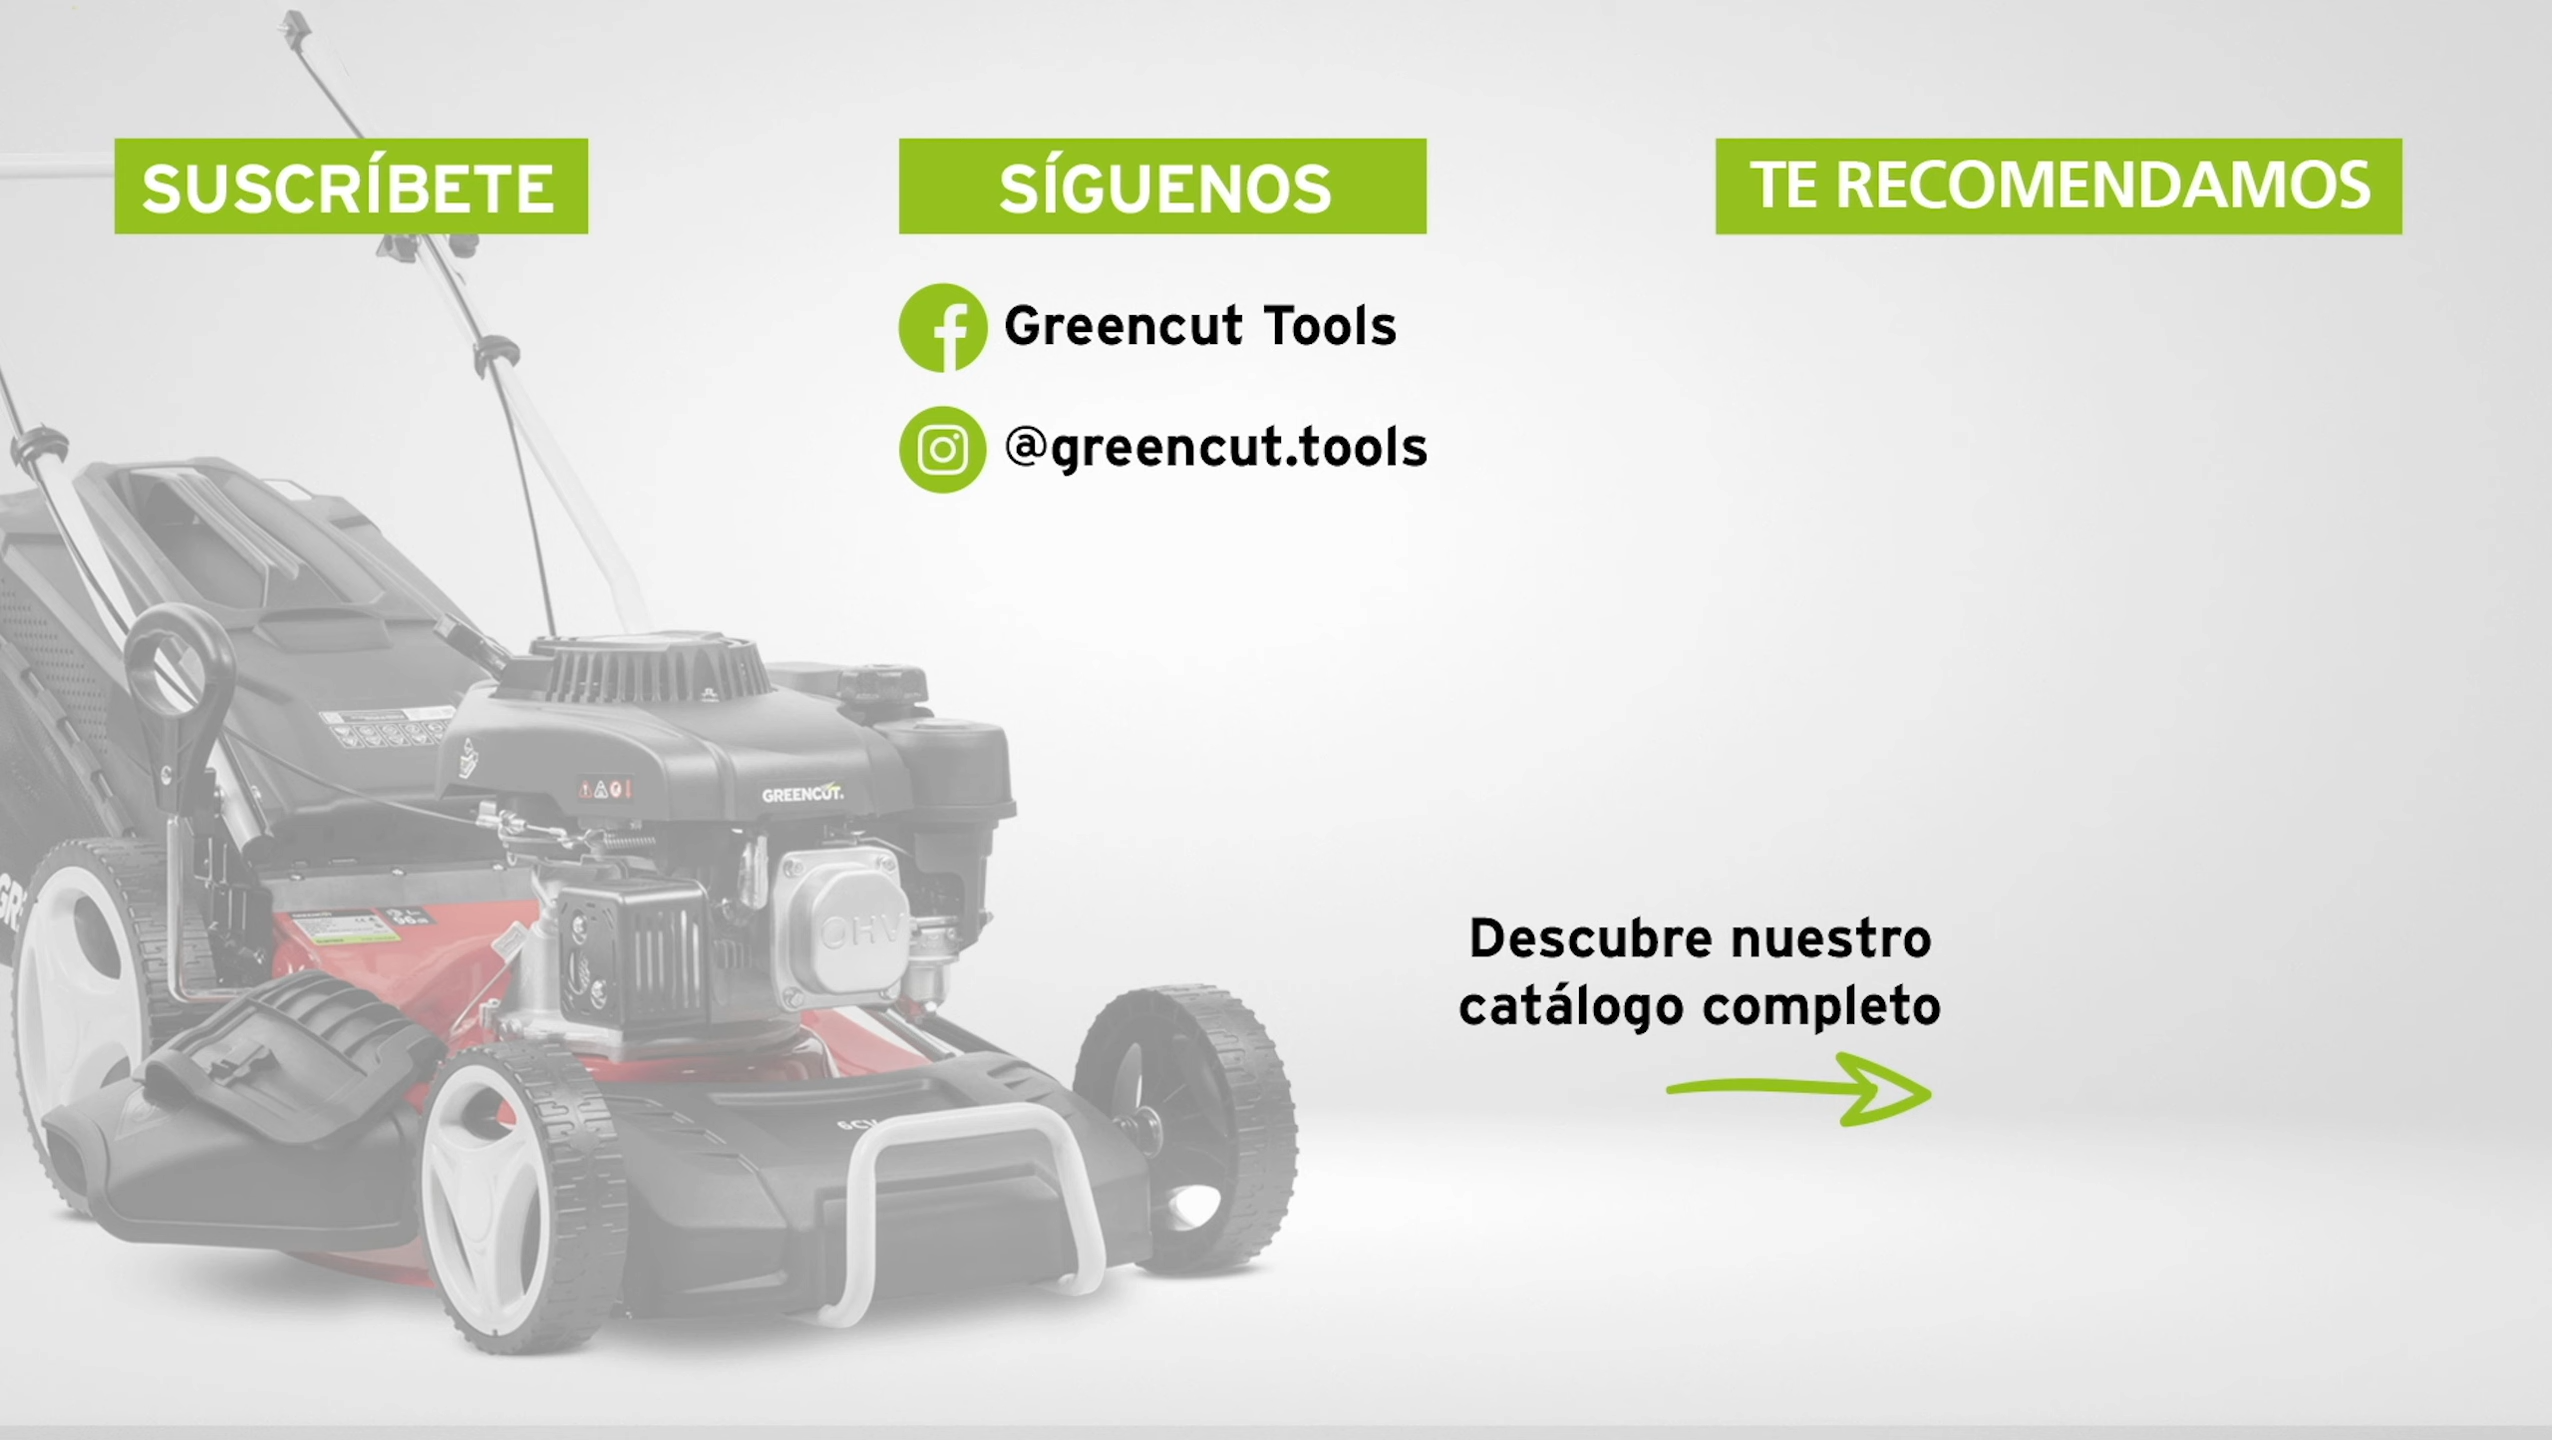 SUSCRÍBETE
SÍGUENOS
TE RECOMENDAMOS
Greencut Tools
@greencut.tools
GREENCUT.
OHV
Descubre nuestro
catálogo completo